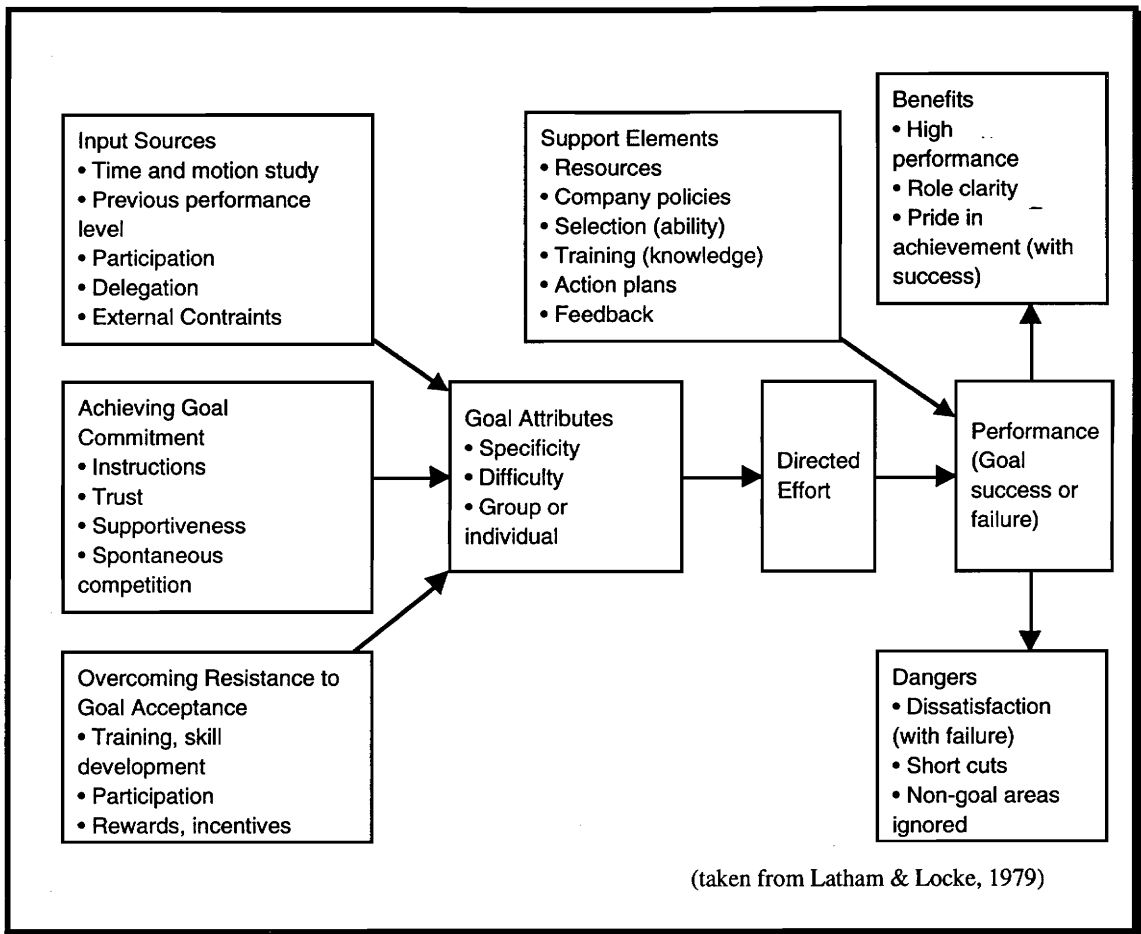 Input Sources
• Time and motion study
• Previous performance
level
• Participation
• Delegation
• External Contraints
Support Elements
• Resources
• Company policies
• Selection (ability)
• Training (knowledge)
• Action plans
• Feedback
Benefits
• High
performance
• Role clarity
• Pride in
achievement (with
success)
Achieving Goal
Commitment
• Instructions
• Trust
• Supportiveness
• Spontaneous
competition
Goal Attributes
• Specificity
• Difficulty
• Group or
individual
Directed
Effort
Performance
(Goal
success or
failure)
Overcoming Resistance to
Goal Acceptance
• Training, skill
development
• Participation
• Rewards, incentives
Dangers
• Dissatisfaction
(with failure)
• Short cuts
• Non-goal areas
ignored
(taken from Latham & Locke, 1979)